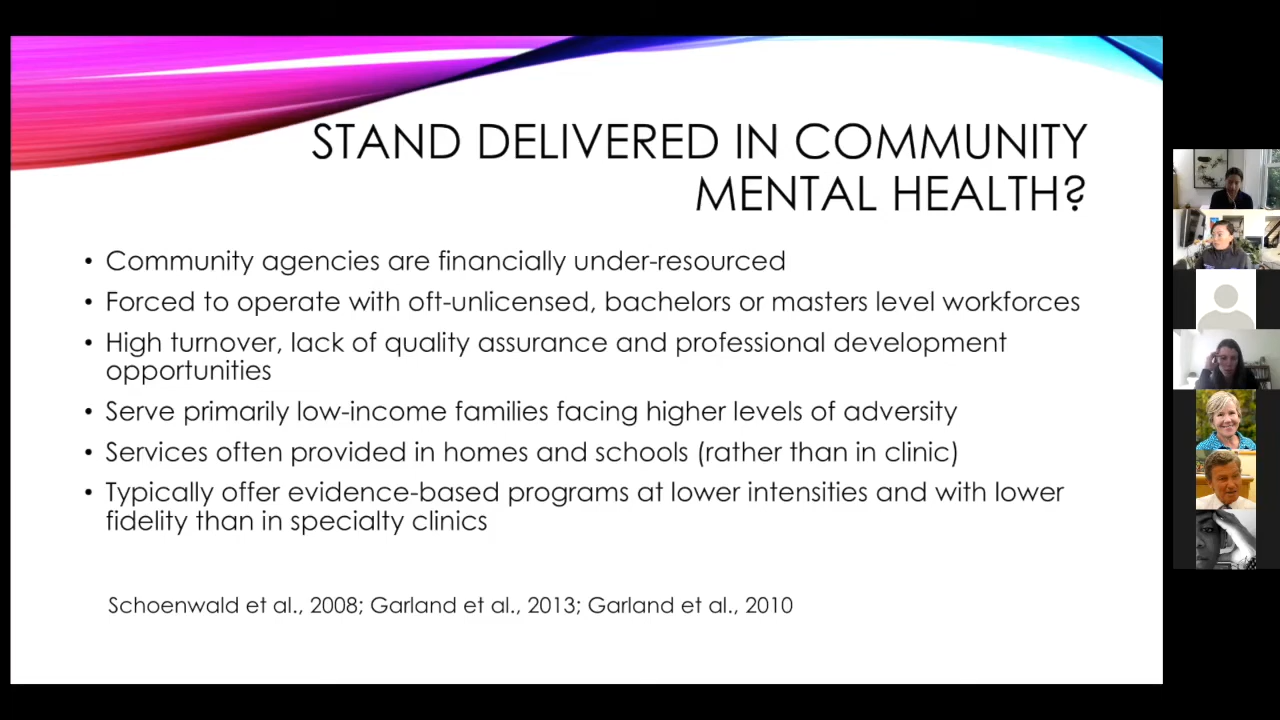 STAND DELIVERED IN COMMUNITY
MENTAL HEALTH?
• Community agencies are financially under-resourced
• Forced to operate with oft-unlicensed, bachelors or masters level workforces
• High turnover, lack of quality assurance and professional development
opportunities
• Serve primarily low-income families facing higher levels of adversity
• Services often provided in homes and schools (rather than in clinic)
• Typically offer evidence-based programs at lower intensities and with lower
fidelity than in specialty clinics
Schoenwald et al., 2008; Garland et al., 2013; Garland et al., 2010